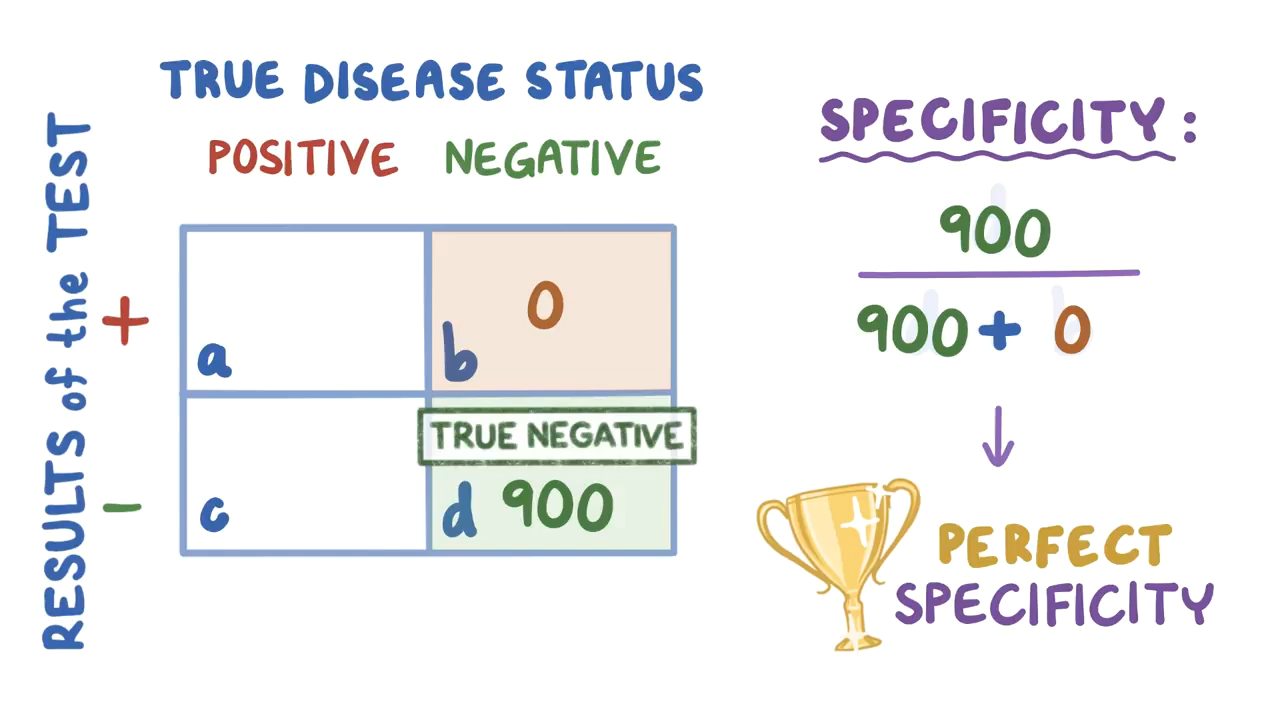 TRUE DISEASE STATUS
POSITIVE NEGATIVE
RESULTS of the TEST
+
-
a
b
0
c
TRUE NEGATIVE
d 900
SPECIFICITY:
900
900 + 0
PERFECT
SPECIFICITY